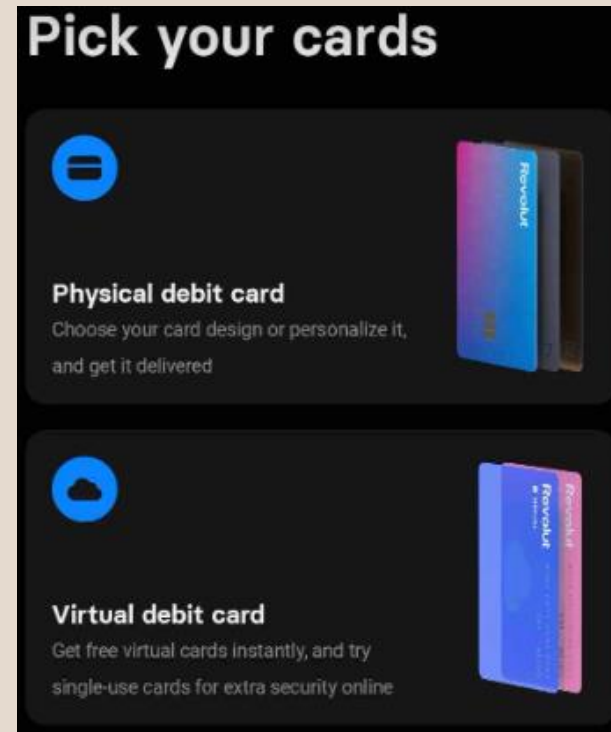 Pick your cards
Revolut
Physical debit card
Choose your card design or personalize it,
and get it delivered
Revolut
Revolut
Virtual debit card
Get free virtual cards instantly, and try
single-use cards for extra security online